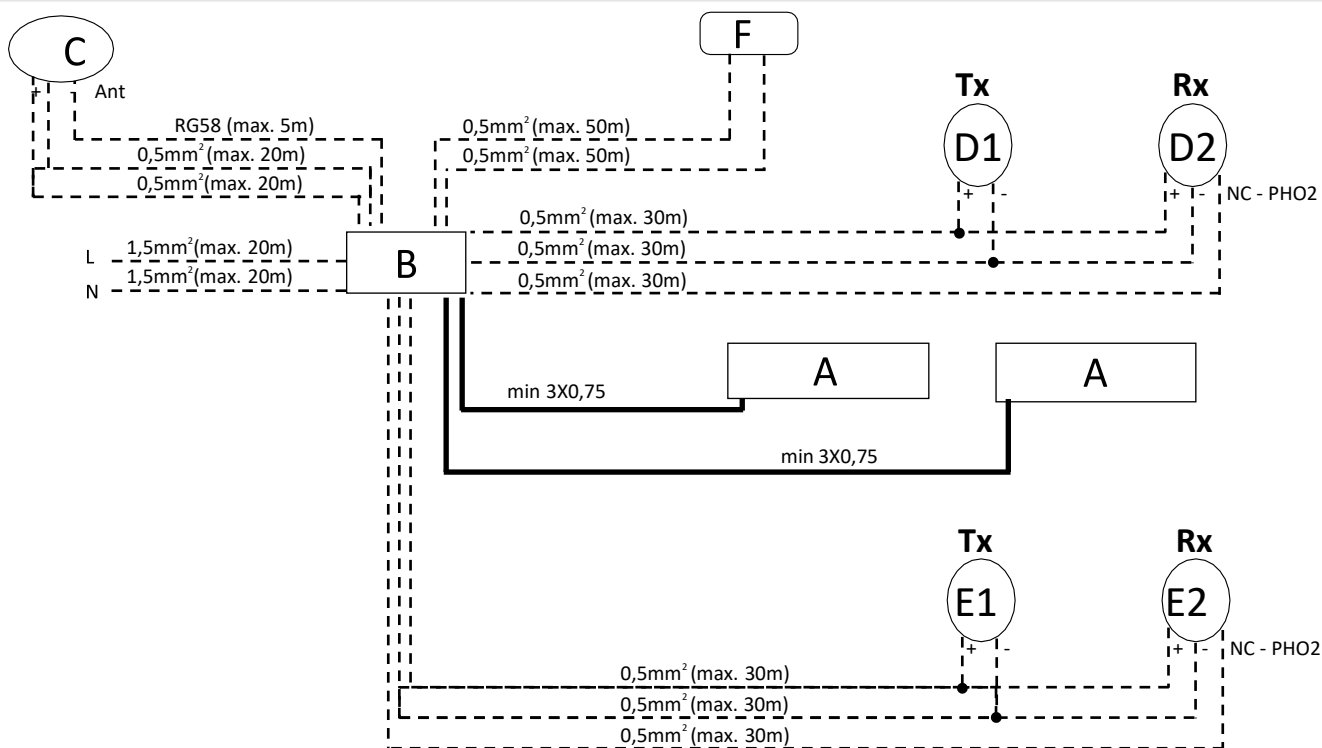 C
F
+
-
Ant
Tx
Rx
RG58 (max. 5m)
0,5mm² (max. 50m)
0,5mm² (max. 20m)
0,5mm² (max. 50m)
D1
D2
0,5mm² (max. 20m)
+
-
+
-
NC - PHO2
0,5mm² (max. 30m)
L
1,5mm² (max. 20m)
B
0,5mm² (max. 30m)
N
1,5mm² (max. 20m)
0,5mm² (max. 30m)
A
A
min 3X0,75
min 3X0,75
Tx
Rx
E1
E2
+
-
+
-
NC - PHO2
0,5mm² (max. 30m)
0,5mm² (max. 30m)
0,5mm² (max. 30m)